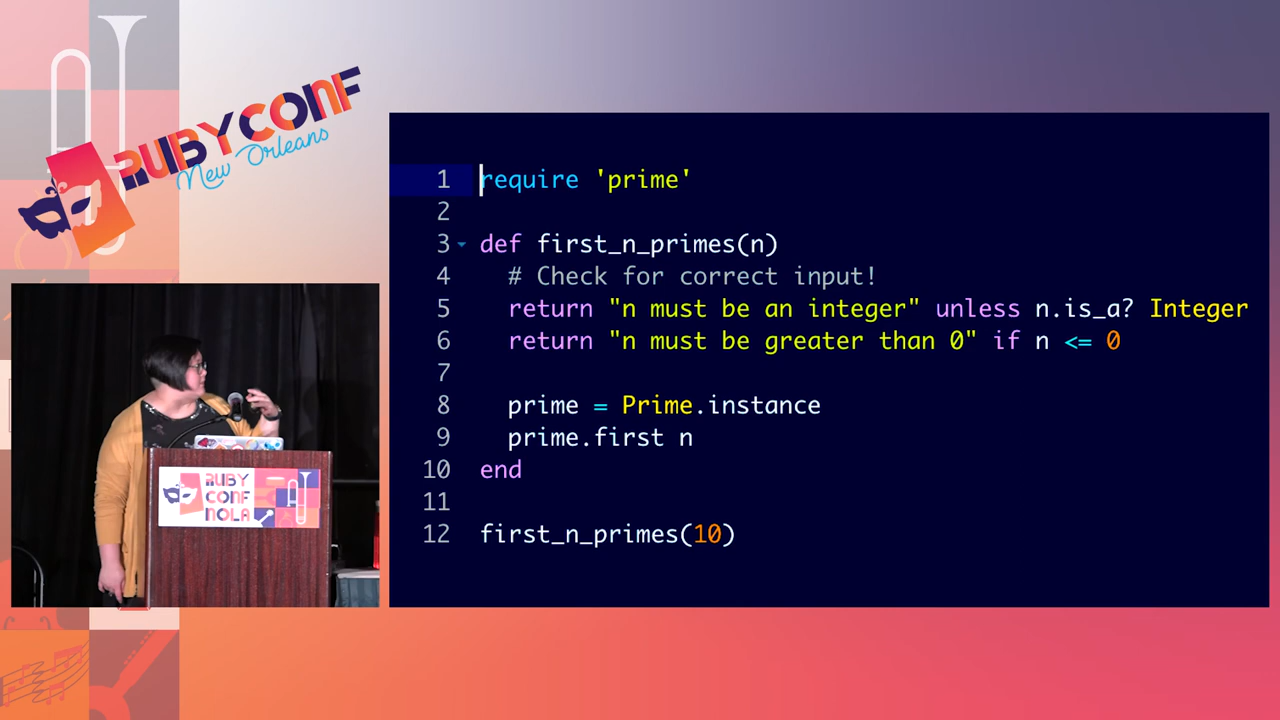 RUBYCONF
New Orleans
1 require 'prime'
2
3 def first_n_primes(n)
4 # Check for correct input!
5 return "n must be an integer" unless n.is_a? Integer
6 return "n must be greater than 0" if n <= 0
7
8 prime = Prime.instance
9 prime.first n
10 end
11
12 first_n_primes(10)
RUBY
CONF
NOLA